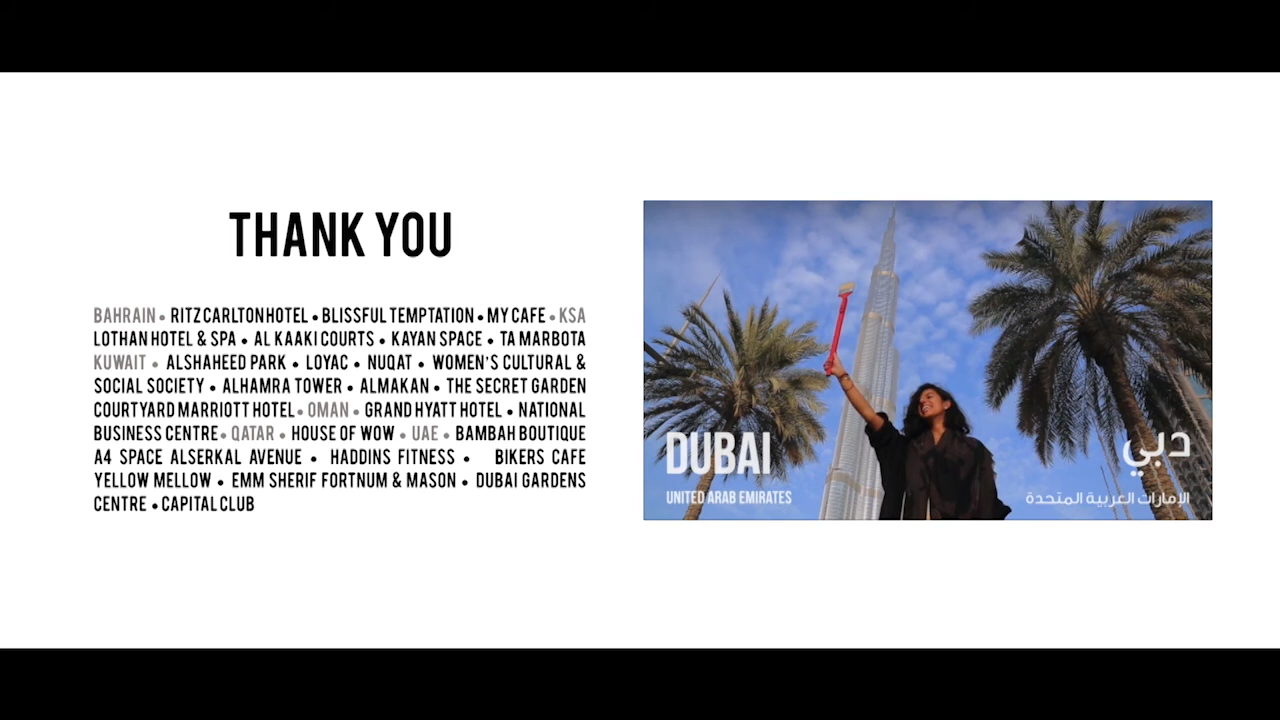 THANK YOU
BAHRAIN • RITZ CARLTON HOTEL • BLISSFUL TEMPTATION • MY CAFE • KSA
LOTHAN HOTEL & SPA • AL KAAKI COURTS • KAYAN SPACE • TA MARBOTA
KUWAIT • ALSHAHEED PARK • LOYAC • NUQAT • WOMEN'S CULTURAL &
SOCIAL SOCIETY • ALHAMRA TOWER • ALMAKAN • THE SECRET GARDEN
COURTYARD MARRIOTT HOTEL • OMAN • GRAND HYATT HOTEL • NATIONAL
BUSINESS CENTRE • QATAR • HOUSE OF WOW • UAE • BAMBAH BOUTIQUE
A4 SPACE ALSERKAL AVENUE • HADDINS FITNESS • BIKERS CAFE
YELLOW MELLOW • EMM SHERIF FORTNUM & MASON • DUBAI GARDENS
CENTRE • CAPITAL CLUB
DUBAI
UNITED ARAB EMIRATES
دبي
الإمارات العربية المتحدة